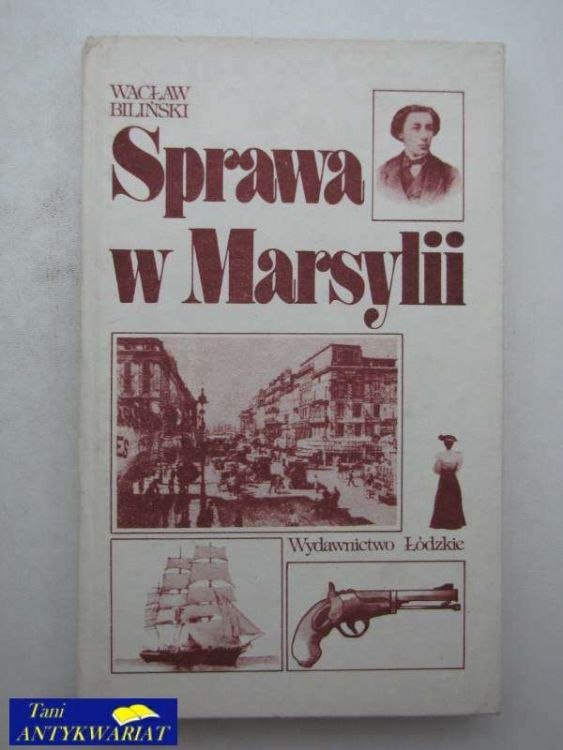 WACŁAW
BILIŃSKI
Sprawa
w Marsylii
Wydawnictwo Łódzkie
Tani
ANTYKWARIAT